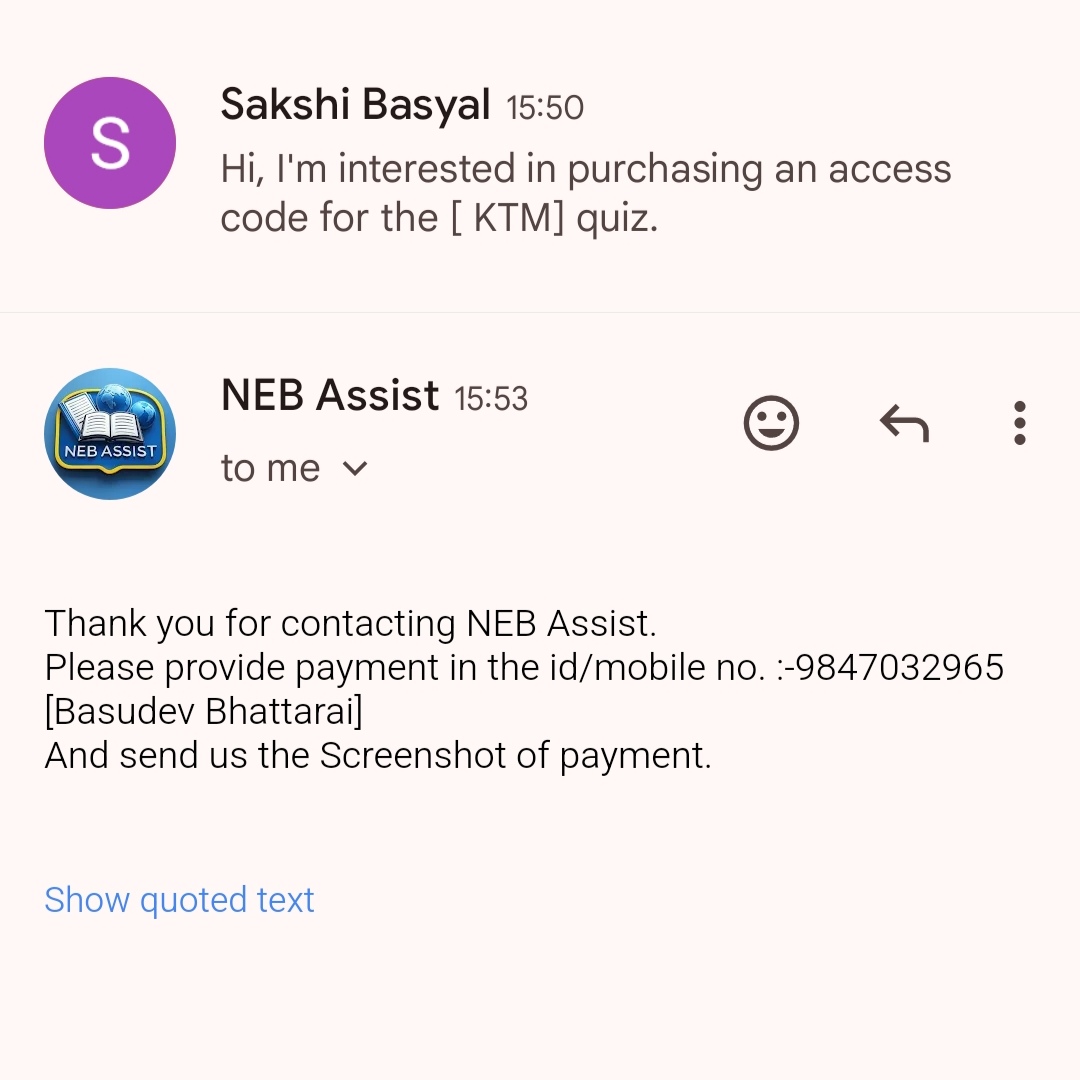 S
Sakshi Basyal 15:50
Hi, I'm interested in purchasing an access
code for the [ KTM] quiz.
NEB ASSIST
NEB Assist 15:53
to me
Thank you for contacting NEB Assist.
Please provide payment in the id/mobile no. :-9847032965
[Basudev Bhattarai]
And send us the Screenshot of payment.
Show quoted text